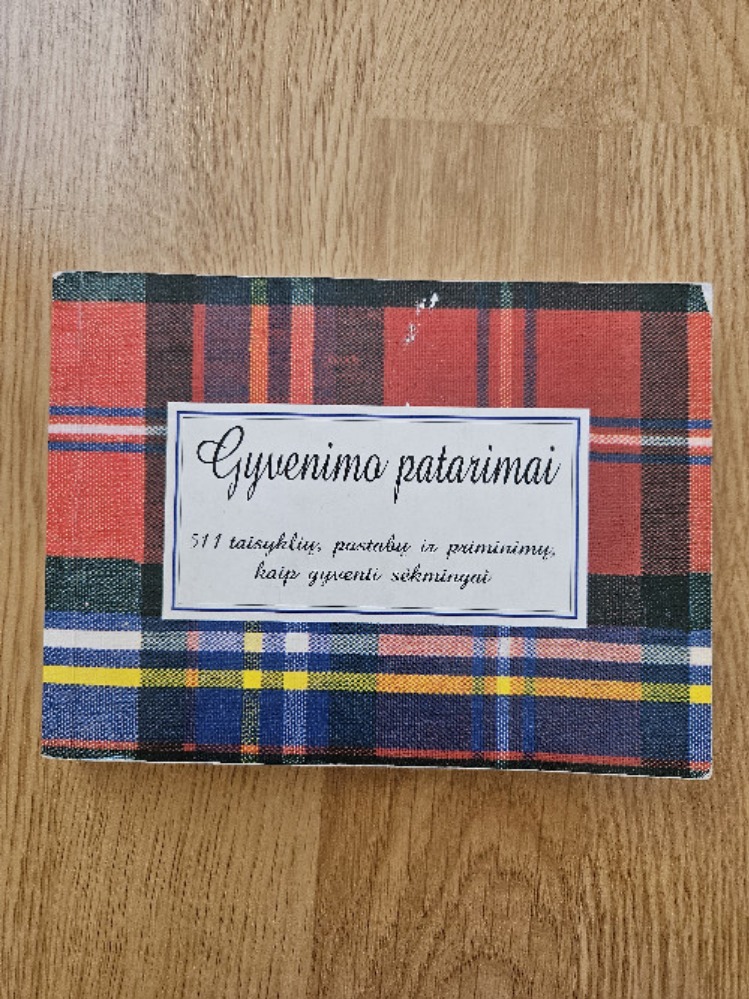 Gyvenimo patarimai
511 taisyklių, pastabų ir priminimų,
kaip gyventi sėkmingai